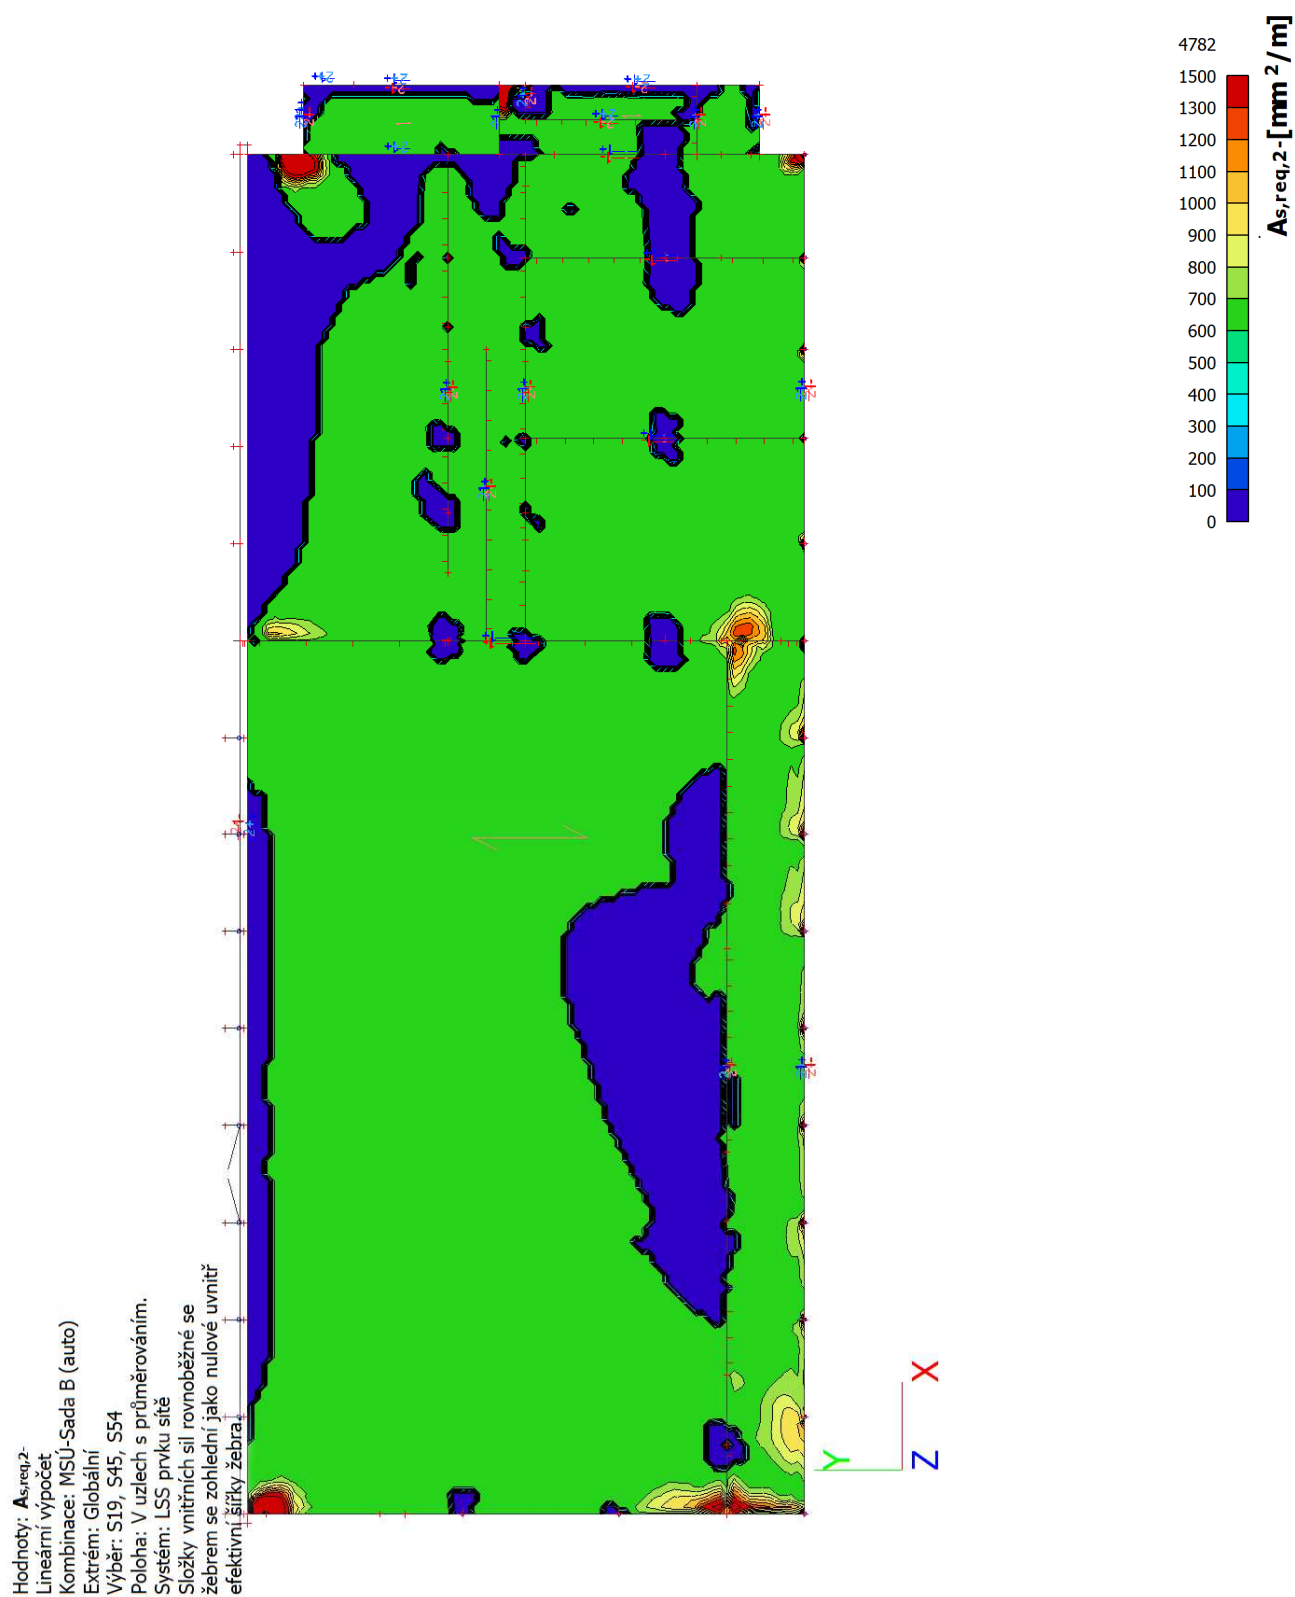 Hodnoty: As,req,2-
Lineární výpočet
Kombinace: MSÚ-Sada B (auto)
Extrém: Globální
Výběr: S19, S45, S54
Poloha: V uzlech s průměrováním.
Systém: LSS prvku sítě
Složky vnitřních sil rovnoběžné se
žebrem se zohlední jako nulové uvnitř
efektivní šířky žebra.
As,req,2- [mm²/m]
4782
1500
1300
1200
1100
1000
900
800
700
600
500
400
300
200
100
0
X
Y
Z